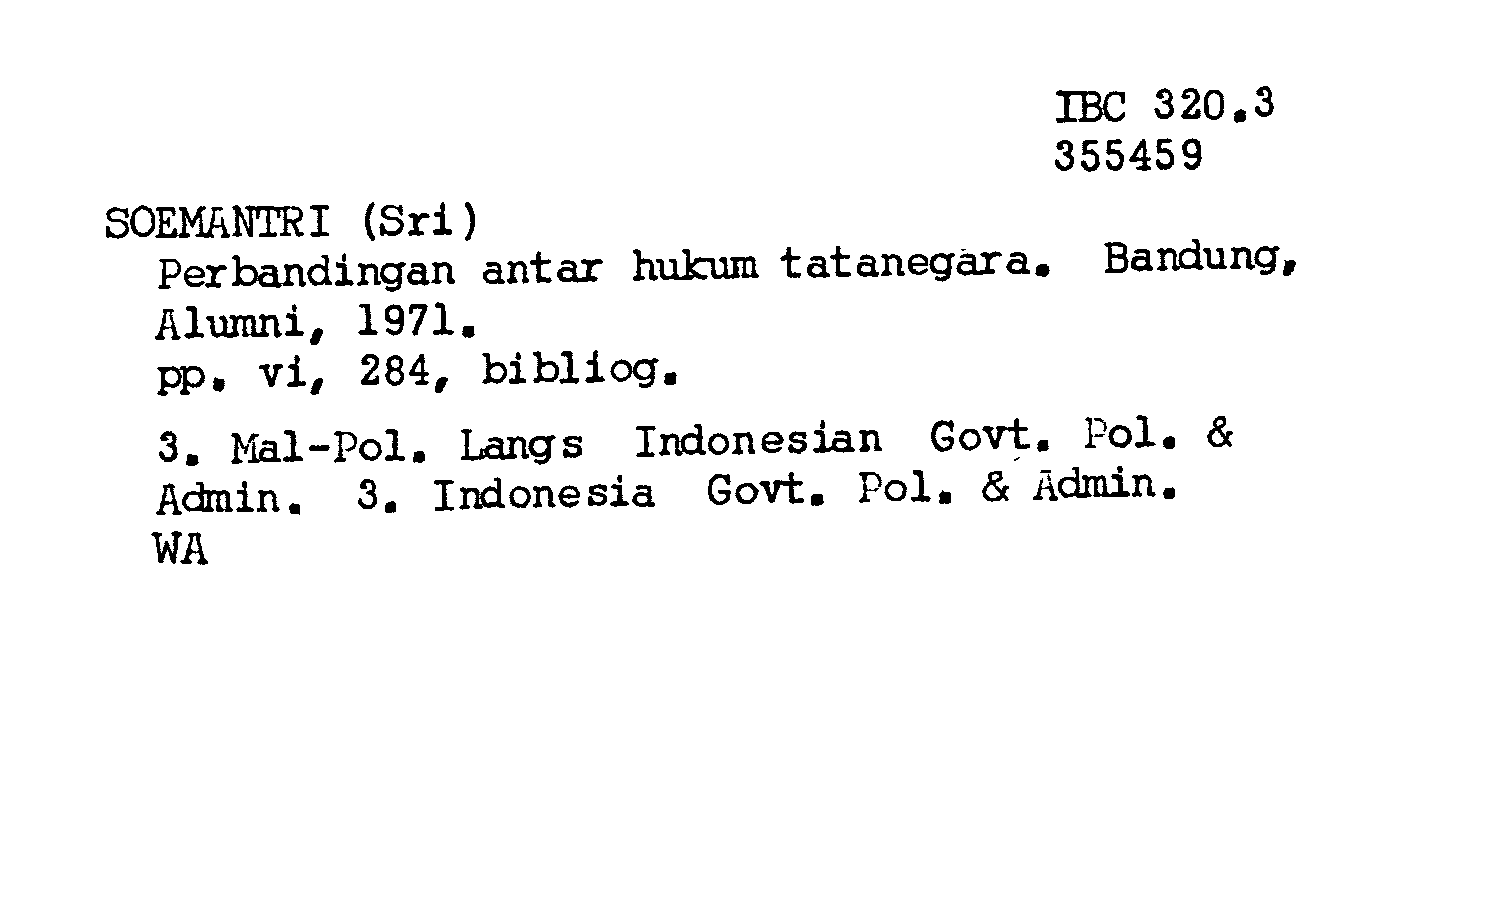 IBC 320.3
355459
SOEMANTRI (Sri)
Perbandingan antar hukum tatanegara. Bandung,
Alumni, 1971.
pp. vi, 284, bibliog.
3. Mal-Pol. Langs Indonesian Govt. Pol. &
Admin. 3. Indonesia Govt. Pol. & Admin.
WA